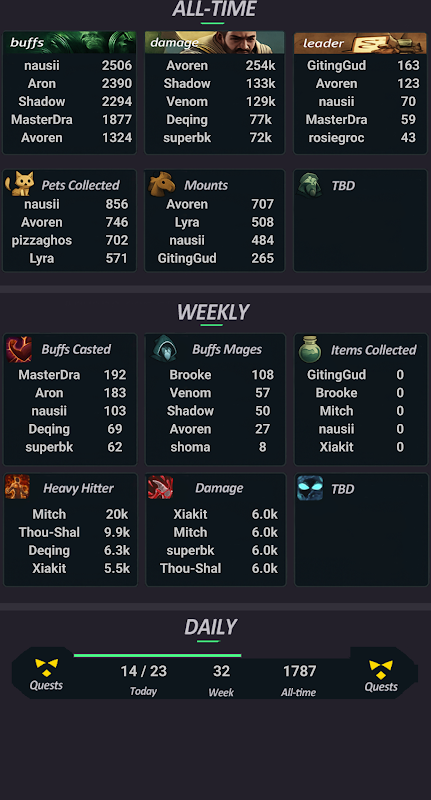 ALL-TIME
buffs damage leader
nausii 2506 Avoren 254k GitingGud 163
Aron 2390 Shadow 133k Avoren 123
Shadow 2294 Venom 129k nausii 70
MasterDra 1877 Deqing 77k MasterDra 59
Avoren 1324 superbk 72k rosiegroc 43
Pets Collected Mounts TBD
nausii 856 Avoren 707
Avoren 746 Lyra 508
pizzaghos 702 nausii 484
Lyra 571 GitingGud 265
WEEKLY
Buffs Casted Buffs Mages Items Collected
MasterDra 192 Brooke 108 GitingGud 0
Aron 183 Venom 57 Brooke 0
nausii 103 Shadow 50 Mitch 0
Deqing 69 Avoren 27 nausii 0
superbk 62 shoma 8 Xiakit 0
Heavy Hitter Damage TBD
Mitch 20k Xiakit 6.0k
Thou-Shal 9.9k Mitch 6.0k
Deqing 6.3k superbk 6.0k
Xiakit 5.5k Thou-Shal 6.0k
DAILY
14 / 23 32 1787
Quests Today Week All-time Quests